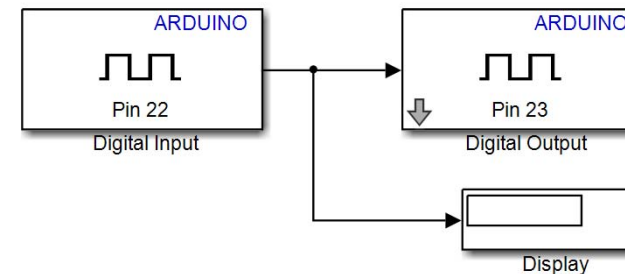 ARDUINO
Pin 22
Digital Input
ARDUINO
Pin 23
Digital Output
Display